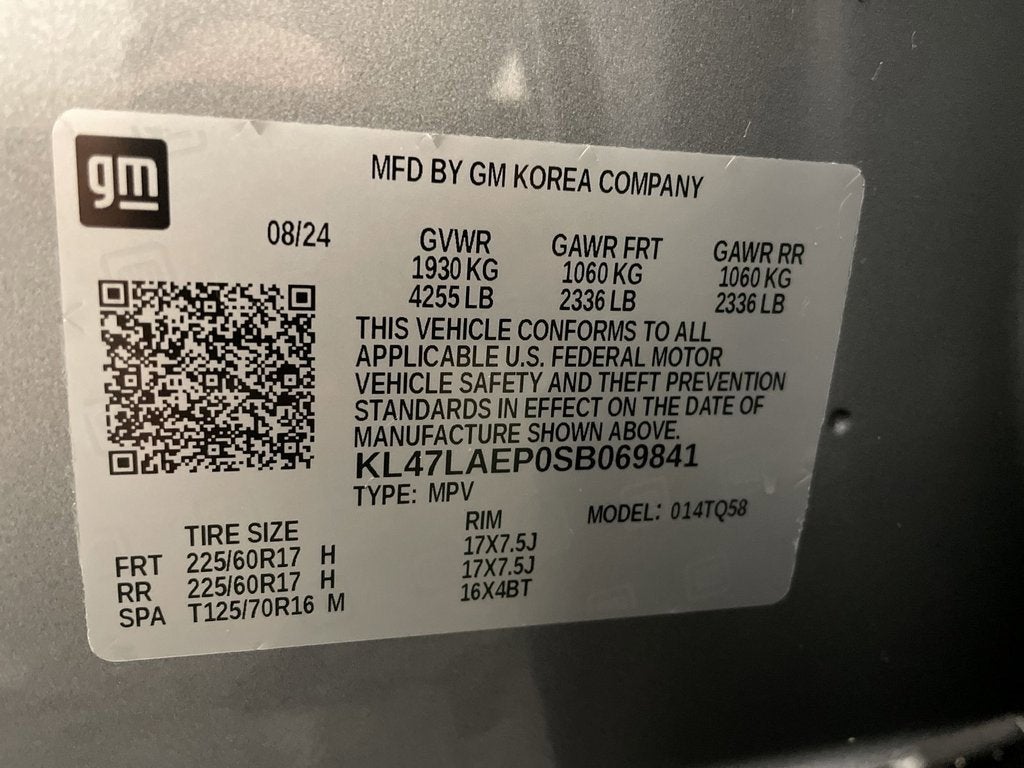 gm
MFD BY GM KOREA COMPANY
08/24
GVWR GAWR FRT GAWR RR
1930 KG 1060 KG 1060 KG
4255 LB 2336 LB 2336 LB
THIS VEHICLE CONFORMS TO ALL
APPLICABLE U.S. FEDERAL MOTOR
VEHICLE SAFETY AND THEFT PREVENTION
STANDARDS IN EFFECT ON THE DATE OF
MANUFACTURE SHOWN ABOVE.
KL47LAEP0SB069841
TYPE: MPV
MODEL: 014TQ58
TIRE SIZE RIM
FRT 225/60R17 H 17X7.5J
RR 225/60R17 H 17X7.5J
SPA T125/70R16 M 16X4BT